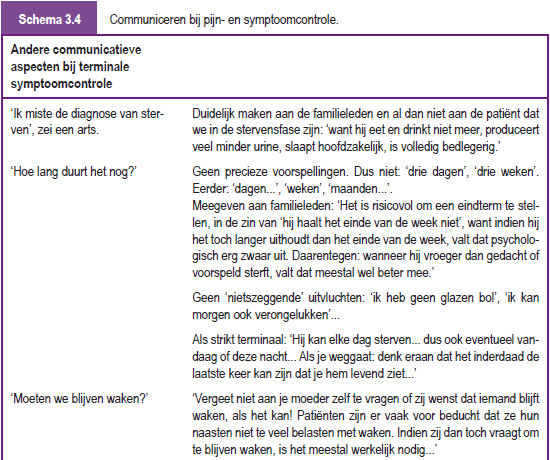 Schema 3.4
Communiceren bij pijn- en symptoomcontrole.
Andere communicatieve
aspecten bij terminale
symptoomcontrole
‘Ik miste de diagnose van ster-
ven’, zei een arts.
Duidelijk maken aan de familieleden en al dan niet aan de patiënt dat
we in de stervensfase zijn: ‘want hij eet en drinkt niet meer, produceert
veel minder urine, slaapt hoofdzakelijk, is volledig bedlegerig.’
‘Hoe lang duurt het nog?’
Geen precieze voorspellingen. Dus niet: ‘drie dagen’, ‘drie weken’.
Eerder: ‘dagen...’, ‘weken’, ‘maanden...’.
Meegeven aan familieleden: ‘Het is risicovol om een eindterm te stel-
len, in de zin van ‘hij haalt het einde van de week niet’, want indien hij
het toch langer uithoudt dan het einde van de week, valt dat psycholo-
gisch erg zwaar uit. Daarentegen: wanneer hij vroeger dan gedacht of
voorspeld sterft, valt dat meestal wel beter mee.’
Geen ‘nietszeggende’ uitvluchten: ‘ik heb geen glazen bol’, ‘ik kan
morgen ook verongelukken’...
Als strikt terminaal: ‘Hij kan elke dag sterven... dus ook eventueel van-
daag of deze nacht... Als je weggaat: denk eraan dat het inderdaad de
laatste keer kan zijn dat je hem levend ziet...’
‘Moeten we blijven waken?’
‘Vergeet niet aan je moeder zelf te vragen of zij wenst dat iemand blijft
waken, als het kan! Patiënten zijn er vaak voor beducht dat ze hun
naasten niet te veel belasten met waken. Indien zij dan toch vraagt om
te blijven waken, is het meestal werkelijk nodig...’